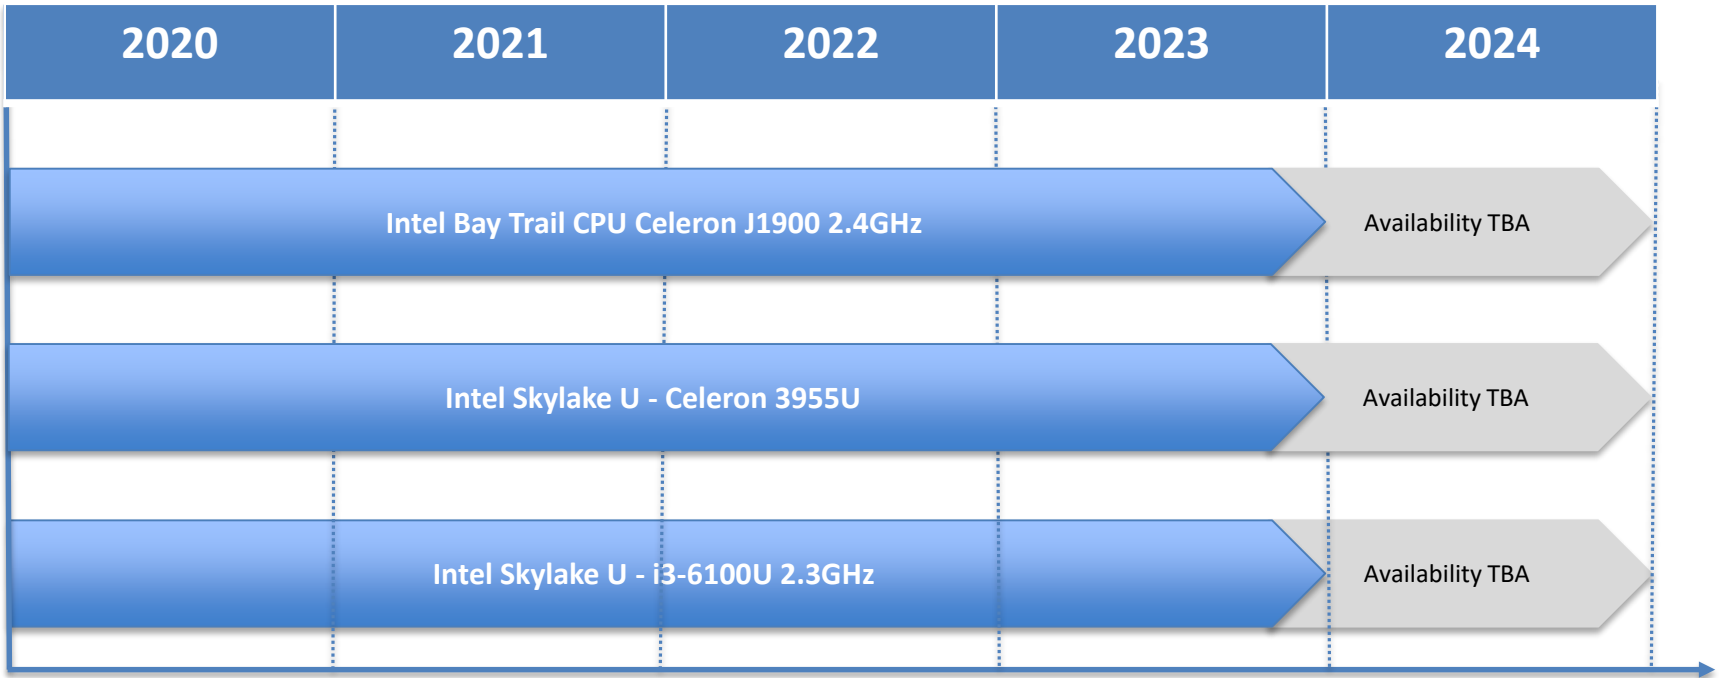 2020 2021 2022 2023 2024
Intel Bay Trail CPU Celeron J1900 2.4GHz
Availability TBA
Intel Skylake U - Celeron 3955U
Availability TBA
Intel Skylake U - i3-6100U 2.3GHz
Availability TBA